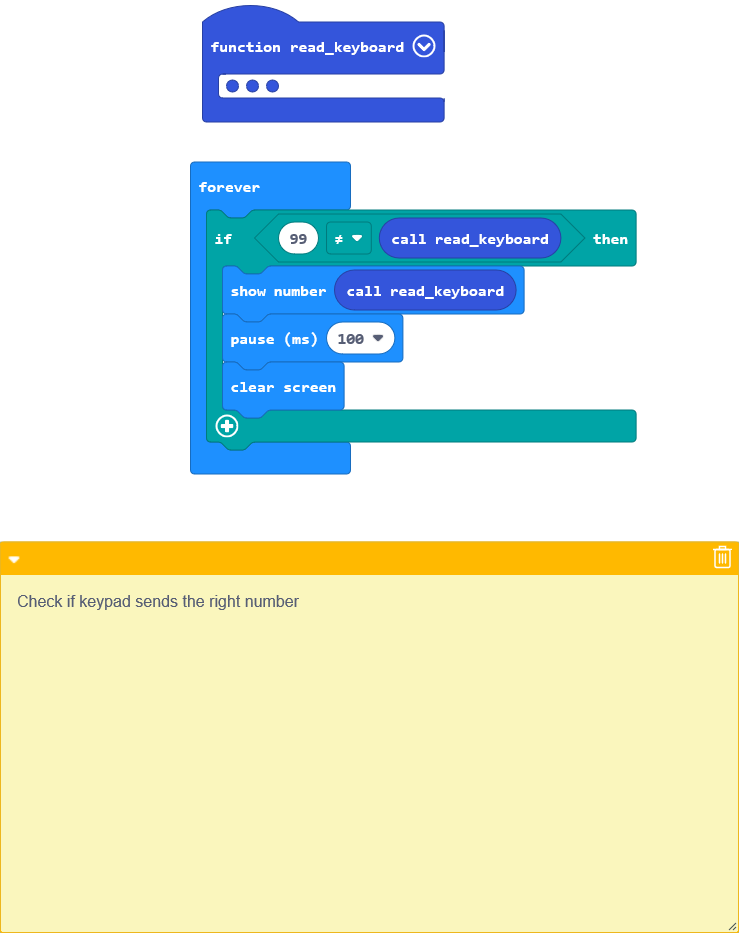 function read_keyboard
forever
if 99 ≠ call read_keyboard then
show number call read_keyboard
pause (ms) 100
clear screen
Check if keypad sends the right number